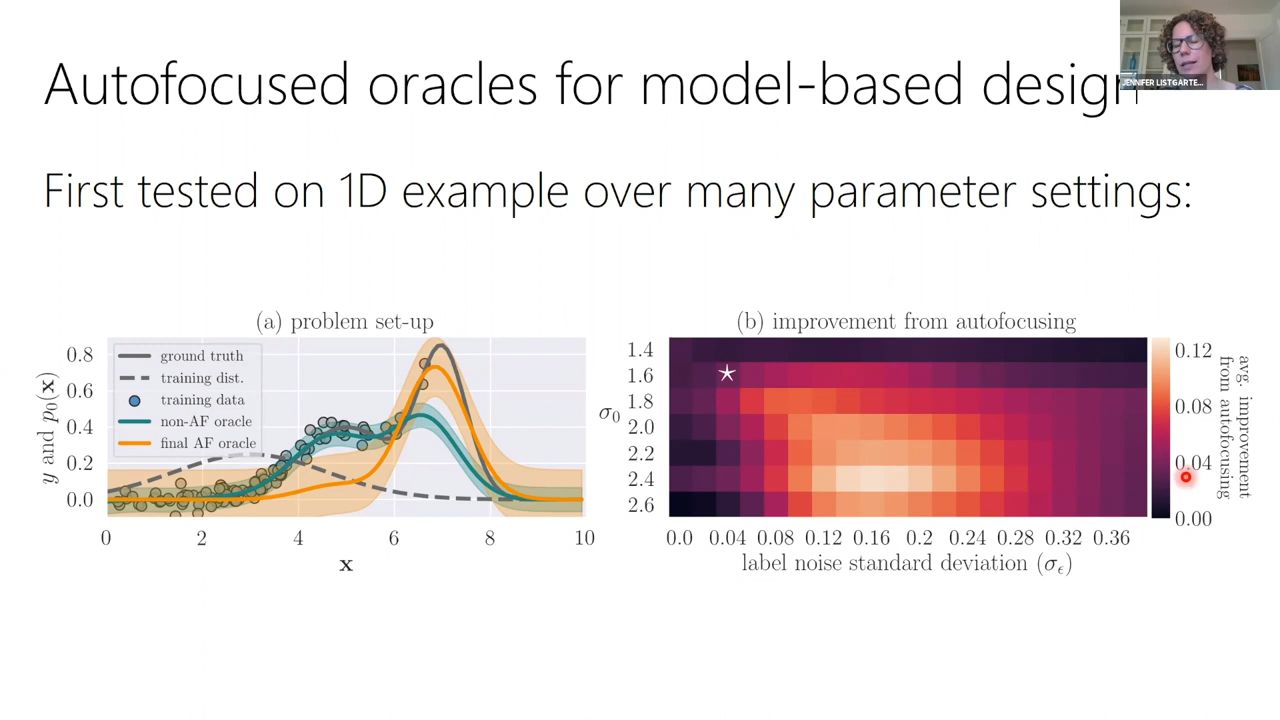 JENNIFER LISTGARTE...
Autofocused oracles for model-based design
First tested on 1D example over many parameter settings:
(a) problem set-up
y and p₀(x)
0.8
0.6
0.4
0.2
0.0
ground truth
training dist.
training data
non-AF oracle
final AF oracle
0 2 4 6 8 10
x
(b) improvement from autofocusing
σ₀
1.4
1.6
1.8
2.0
2.2
2.4
2.6
0.0 0.04 0.08 0.12 0.16 0.2 0.24 0.28 0.32 0.36
label noise standard deviation (σϵ)
0.12
0.08
0.04
0.00
avg. improvement
from autofocusing